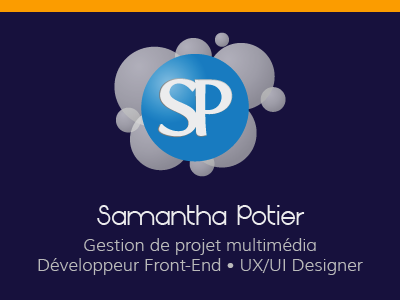 SP
Samantha Potier
Gestion de projet multimédia
Développeur Front-End • UX/UI Designer